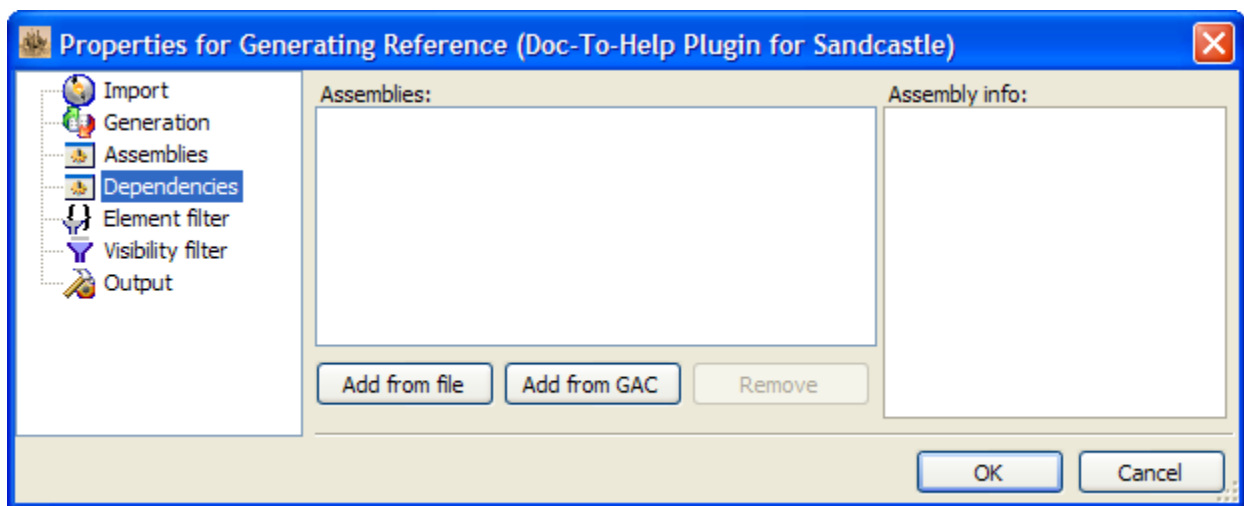 Properties for Generating Reference (Doc-To-Help Plugin for Sandcastle)
Import
Generation
Assemblies
Dependencies
Element filter
Visibility filter
Output
Assemblies:
Assembly info:
Add from file
Add from GAC
Remove
OK
Cancel